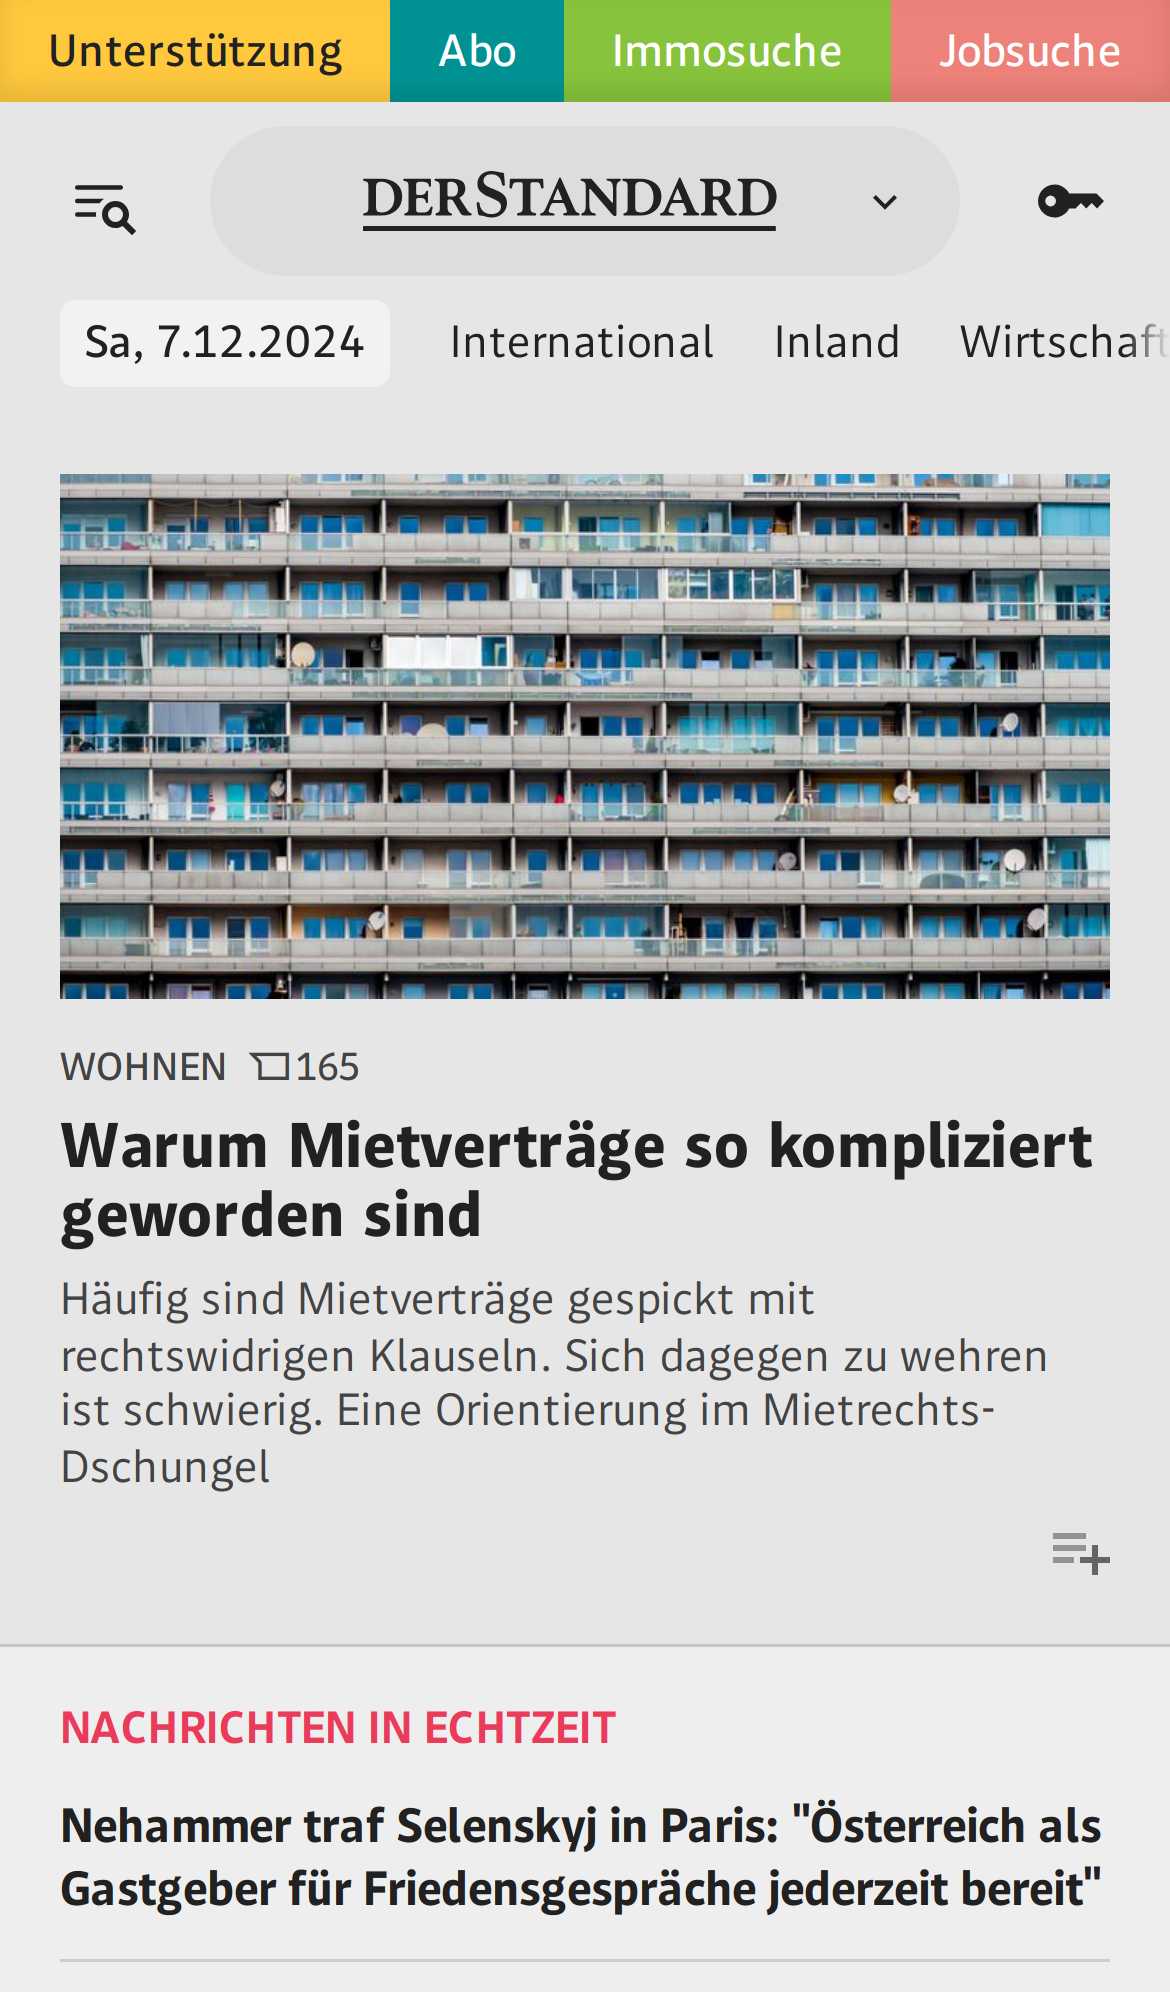 Unterstützung Abo Immosuche Jobsuche
DERSTANDARD
Sa, 7.12.2024 International Inland Wirtschaft
WOHNEN 165
Warum Mietverträge so kompliziert
geworden sind
Häufig sind Mietverträge gespickt mit
rechtswidrigen Klauseln. Sich dagegen zu wehren
ist schwierig. Eine Orientierung im Mietrechts-
Dschungel
NACHRICHTEN IN ECHTZEIT
Nehammer traf Selenskyj in Paris: "Österreich als
Gastgeber für Friedensgespräche jederzeit bereit"